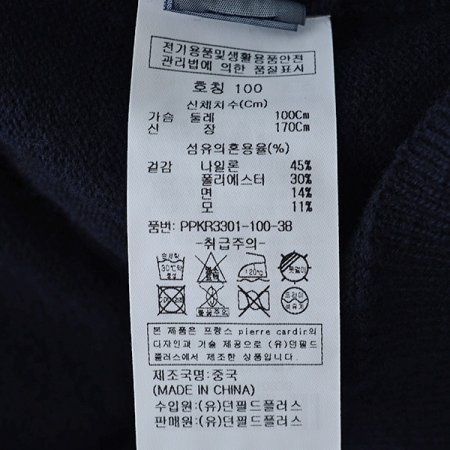 전기용품및생활용품안전
관리법에 의한 품질표시
호칭 100
신체치수(Cm)
가슴 둘레 100Cm
신 장 170Cm
섬유의혼용율(%)
겉감 나일론 45%
폴리에스터 30%
면 14%
모 11%
품번: PPKR3301-100-38
-취급주의-
30℃
중성
120℃
본 제품은 프랑스 pierre cardin의
디자인과 기술 제공으로 (유)던필드
플러스에서 제조한 상품입니다.
제조국명:중국
(MADE IN CHINA)
수입원:(유)던필드플러스
판매원:(유)던필드플러스